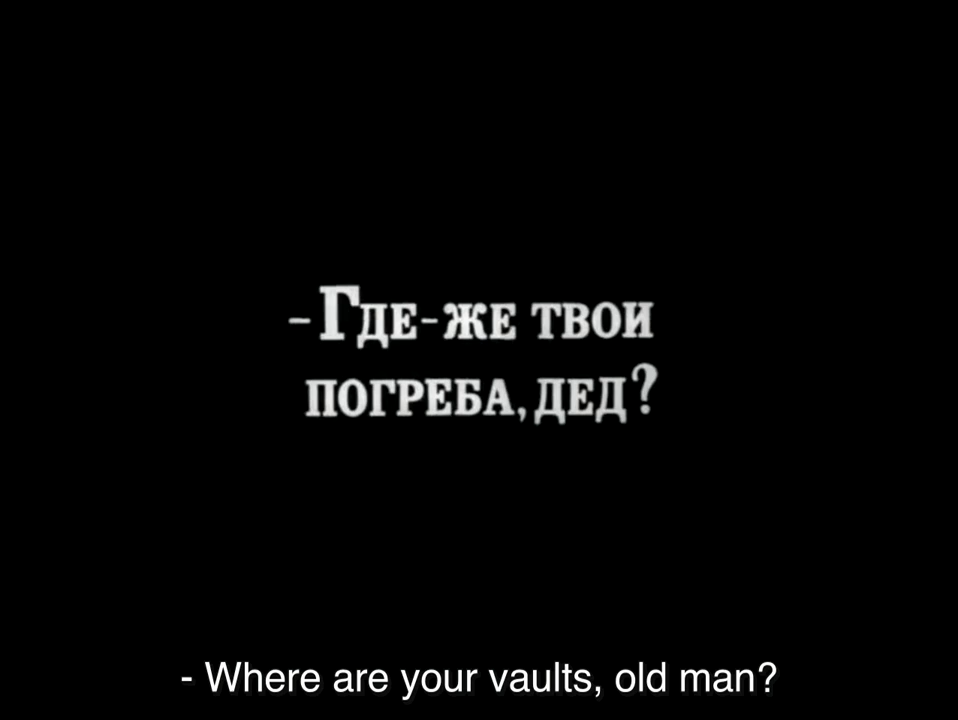 -Где-же твои
погреба, дед?
- Where are your vaults, old man?